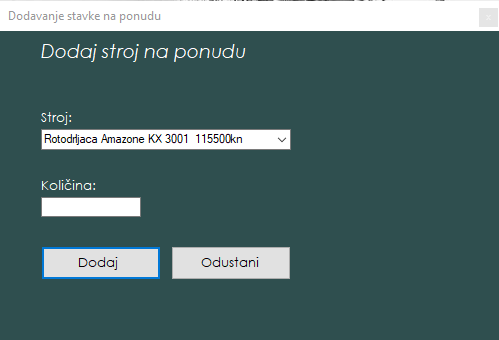 Dodavanje stavke na ponudu
Dodaj stroj na ponudu
Stroj:
Rotodrljaca Amazone KX 3001 115500kn
Količina:
Dodaj
Odustani